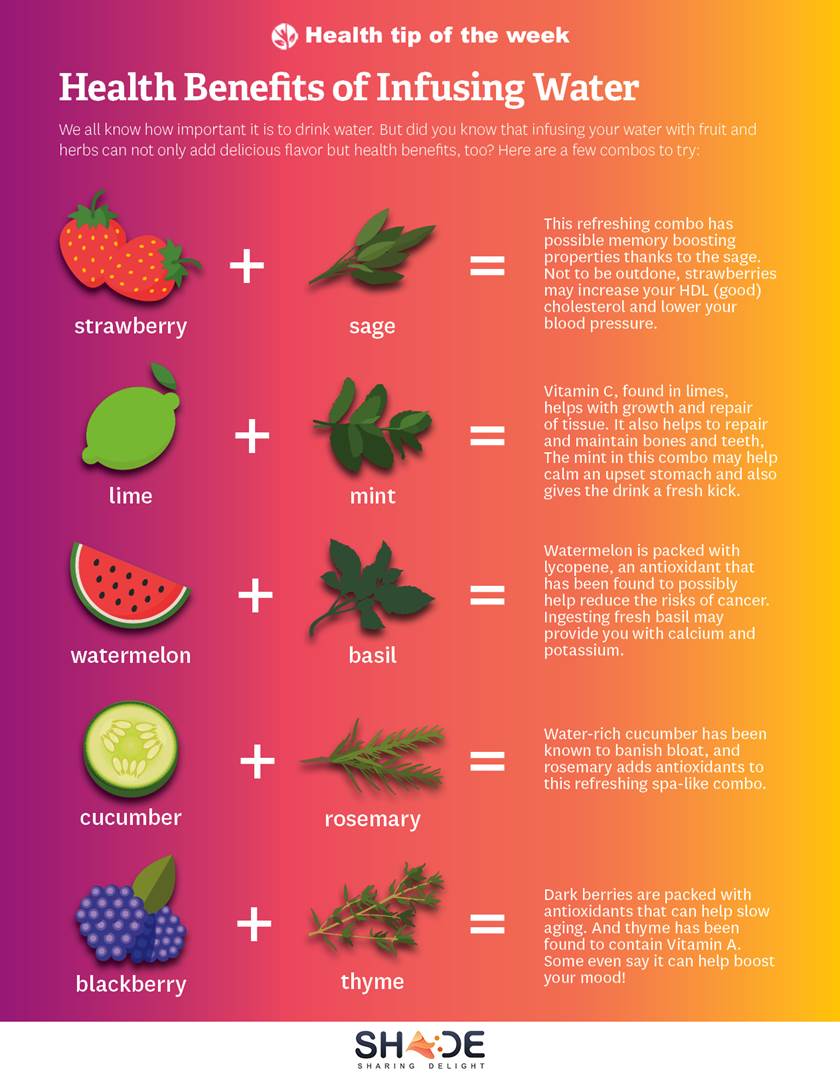 Health tip of the week
Health Benefits of Infusing Water
We all know how important it is to drink water. But did you know that infusing your water with fruit and
herbs can not only add delicious flavor but health benefits, too? Here are a few combos to try:
strawberry
+
sage
=
This refreshing combo has
possible memory boosting
properties thanks to the sage.
Not to be outdone, strawberries
may increase your HDL (good)
cholesterol and lower your
blood pressure.
lime
+
mint
=
Vitamin C, found in limes,
helps with growth and repair
of tissue. It also helps to repair
and maintain bones and teeth,
The mint in this combo may help
calm an upset stomach and also
gives the drink a fresh kick.
watermelon
+
basil
=
Watermelon is packed with
lycopene, an antioxidant that
has been found to possibly
help reduce the risks of cancer.
Ingesting fresh basil may
provide you with calcium and
potassium.
cucumber
+
rosemary
=
Water-rich cucumber has been
known to banish bloat, and
rosemary adds antioxidants to
this refreshing spa-like combo.
blackberry
+
thyme
=
Dark berries are packed with
antioxidants that can help slow
aging. And thyme has been
found to contain Vitamin A.
Some even say it can help boost
your mood!
SHADE
SHARING DELIGHT